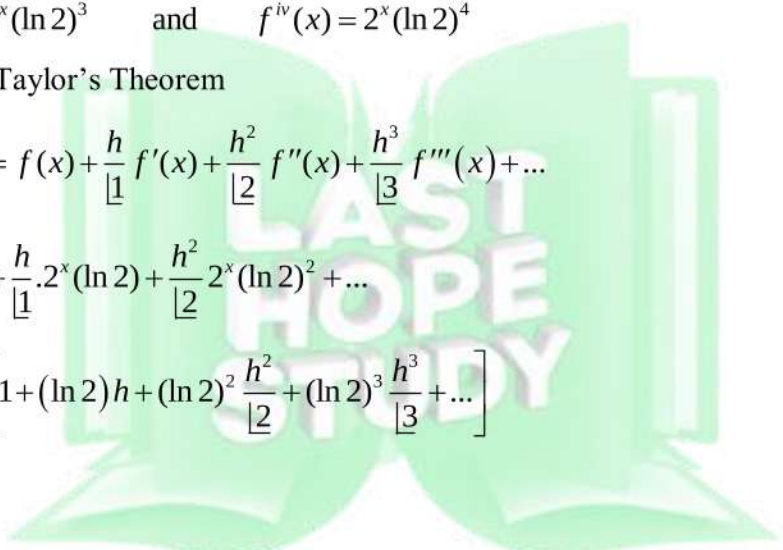 ˣ(ln 2)³ and fⁱᵛ(x) = 2ˣ(ln 2)⁴
Taylor's Theorem
= f(x) + h/⌊1 f′(x) + h²/⌊2 f″(x) + h³/⌊3 f‴(x) + ...
h/⌊1 .2ˣ(ln 2) + h²/⌊2 2ˣ(ln 2)² + ...
1 + (ln 2)h + (ln 2)² h²/⌊2 + (ln 2)³ h³/⌊3 + ...]
LAST
HOPE
STUDY